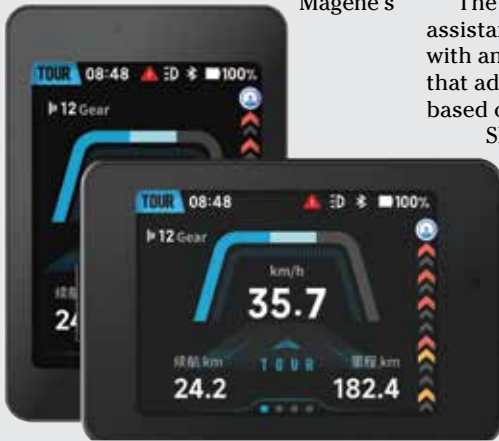 Magene's
The
assistan
with an
that ad
based o
TOUR 08:48 100%
12 Gear
24
TOUR 08:48 100%
12 Gear
km/h
35.7
续航 km
TOUR
里程 km
24.2
182.4